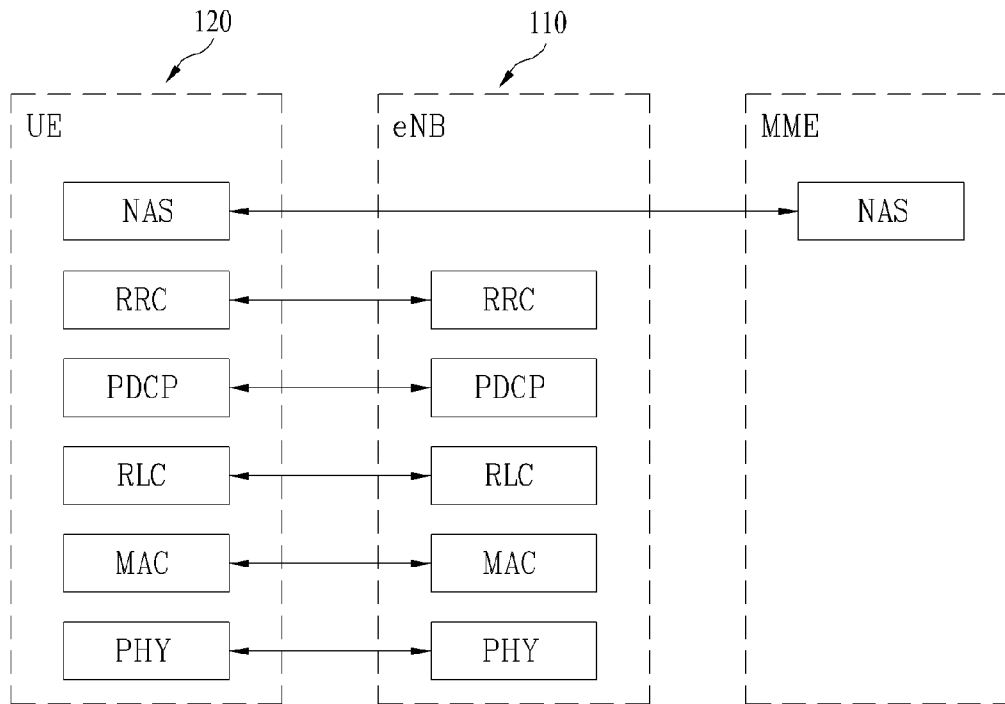 120 110
UE eNB MME
NAS NAS
RRC RRC
PDCP PDCP
RLC RLC
MAC MAC
PHY PHY